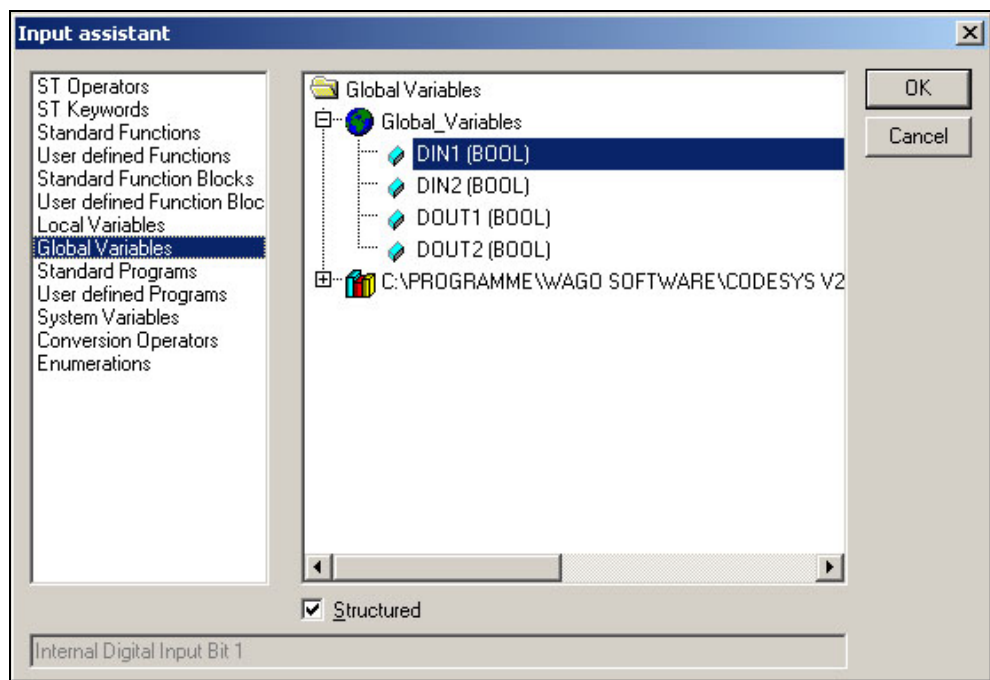 Input assistant
ST Operators
ST Keywords
Standard Functions
User defined Functions
Standard Function Blocks
User defined Function Bloc
Local Variables
Global Variables
Standard Programs
User defined Programs
System Variables
Conversion Operators
Enumerations
Global Variables
Global_Variables
DIN1 (BOOL)
DIN2 (BOOL)
DOUT1 (BOOL)
DOUT2 (BOOL)
C:\PROGRAMME\WAGO SOFTWARE\CODESYS V2
Structured
OK
Cancel
Internal Digital Input Bit 1